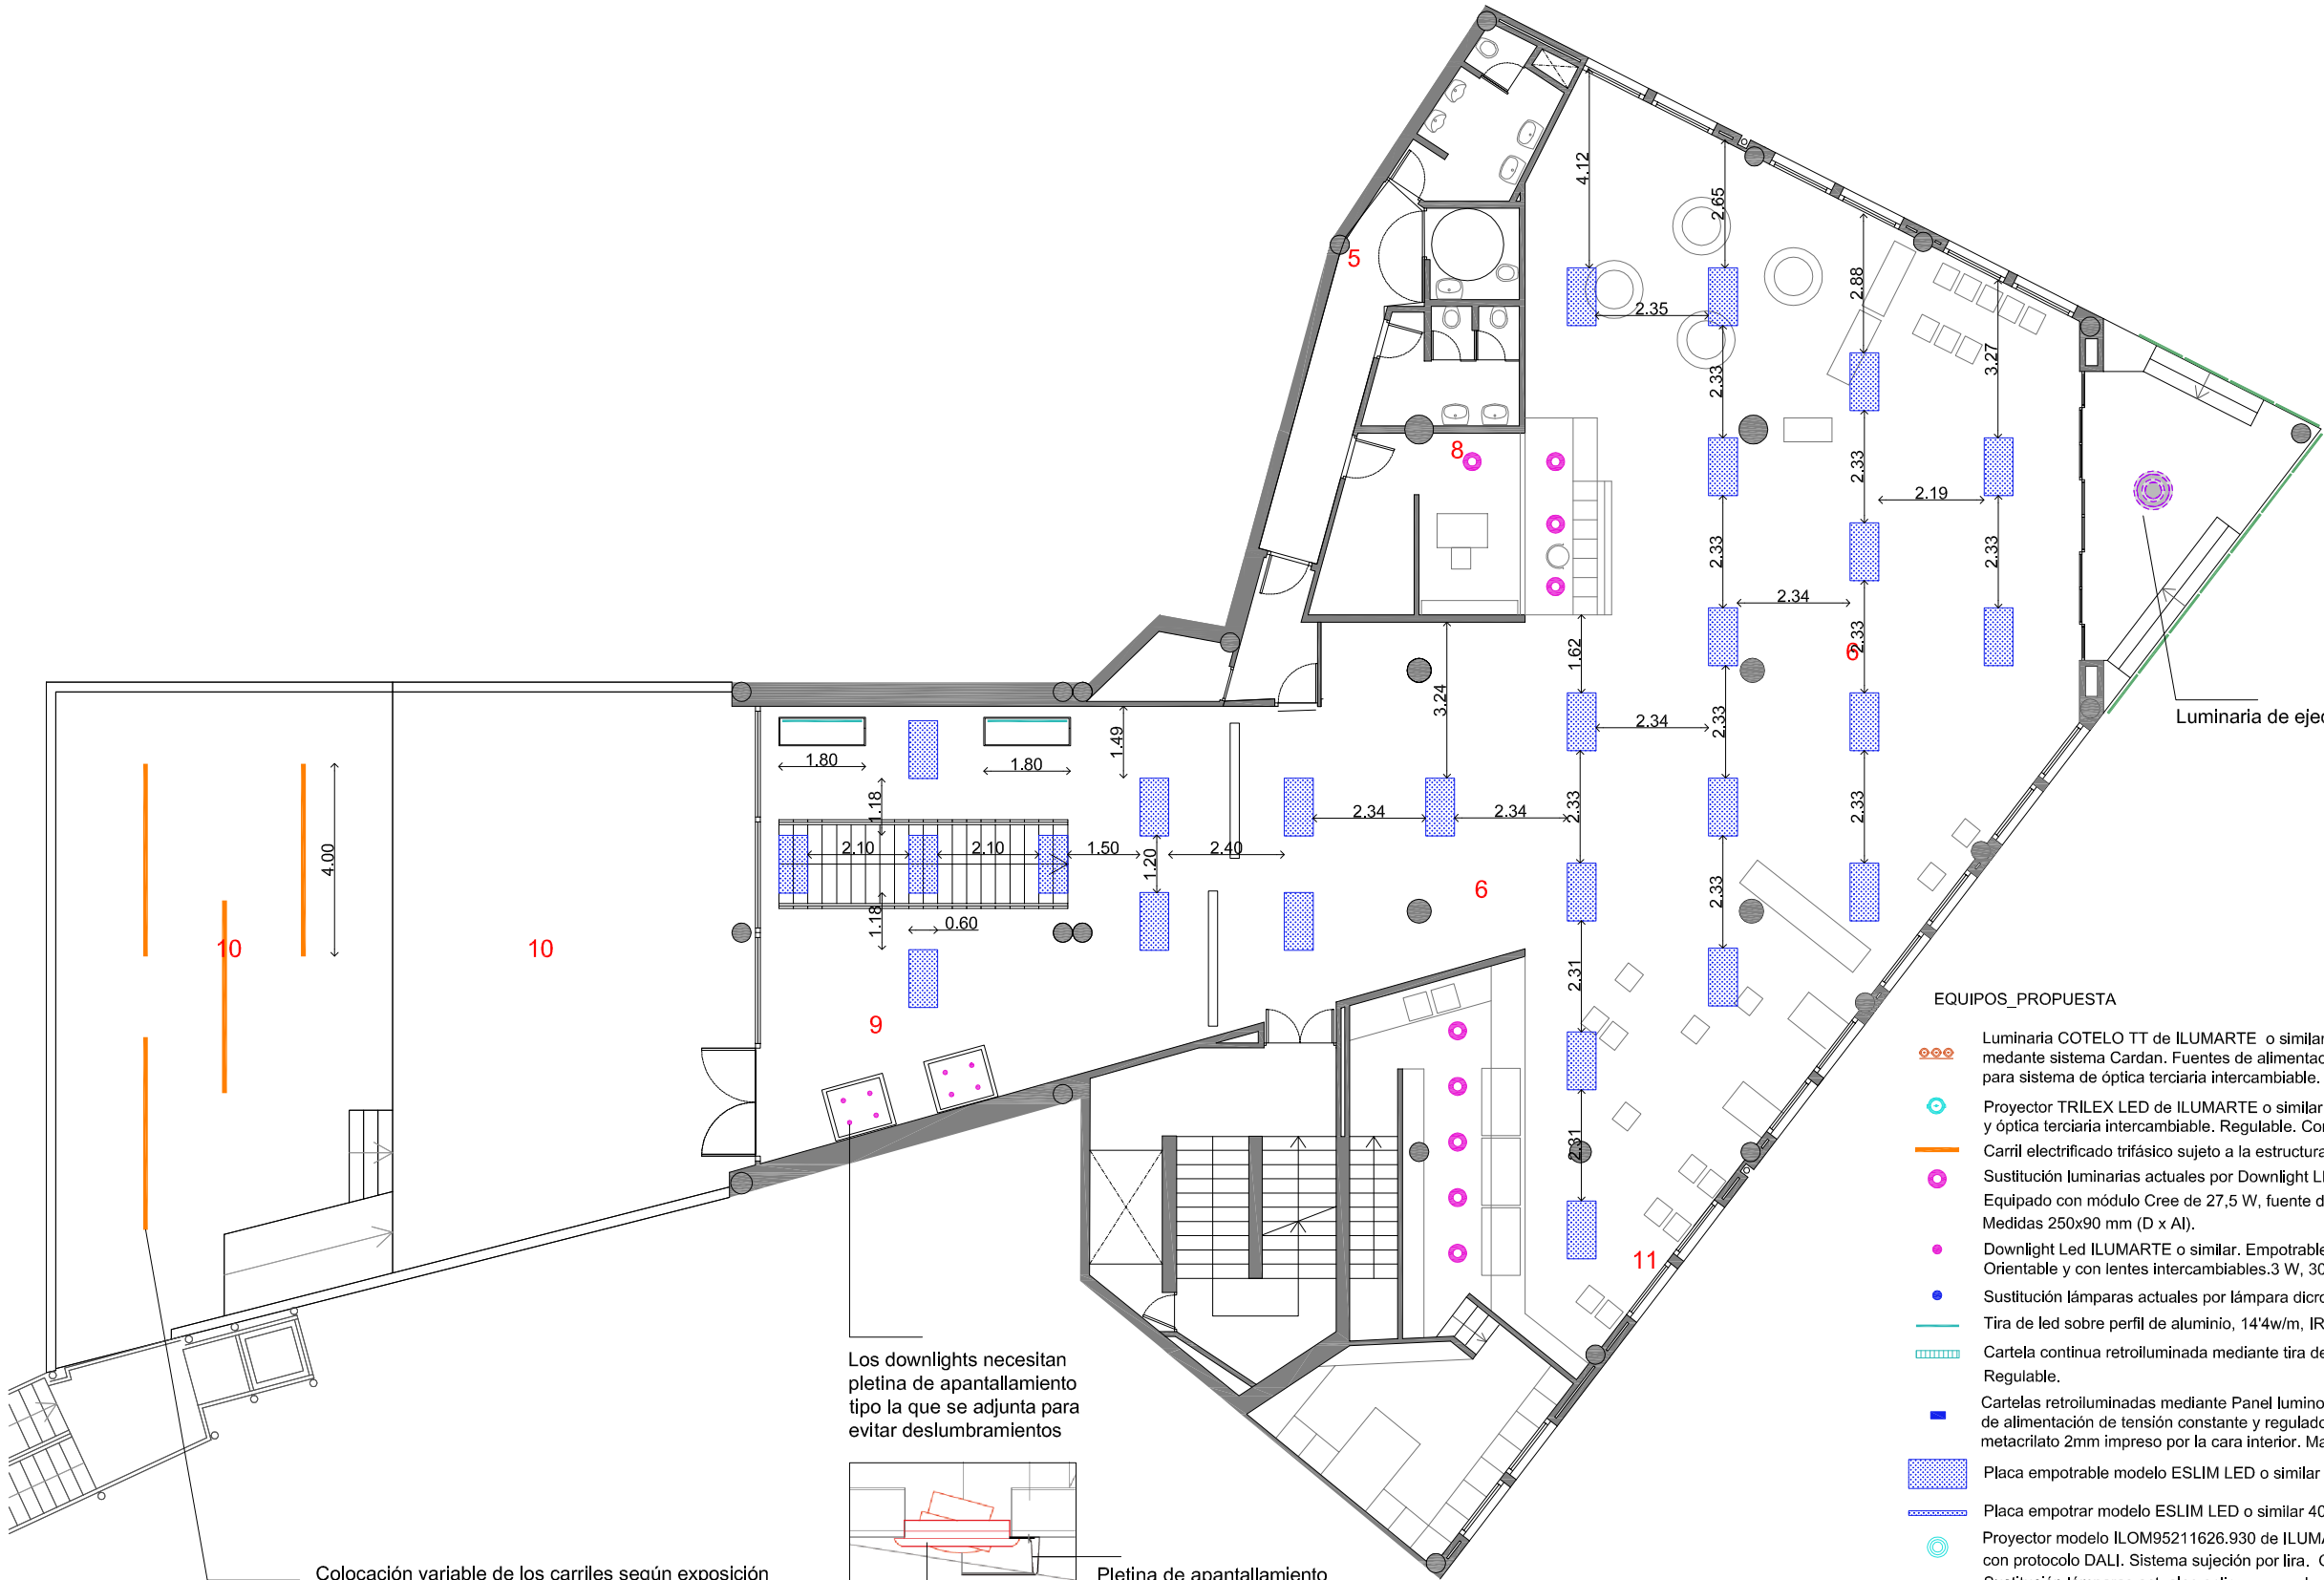 4.12
2.65
5
2.88
2.35
3.27
2.33
8
2.33
2.19
2.33
2.33
2.34
1.62
2.33
6
3.24
2.34
2.33
Luminaria de ejec
1.49
1.80
1.80
1.18
2.34
2.34
2.33
2.33
4.00
2.10
2.10
1.50
2.40
1.20
6
2.33
1.18
0.60
10
10
2.31
9
2.31
11
EQUIPOS_PROPUESTA
Luminaria COTELO TT de ILUMARTE o similar
medante sistema Cardan. Fuentes de alimentac
para sistema de óptica terciaria intercambiable.
Proyector TRILEX LED de ILUMARTE o similar
y óptica terciaria intercambiable. Regulable. Con
Carril electrificado trifásico sujeto a la estructura
Sustitución luminarias actuales por Downlight LE
Equipado con módulo Cree de 27,5 W, fuente d
Medidas 250x90 mm (D x Al).
Downlight Led ILUMARTE o similar. Empotrable
Orientable y con lentes intercambiables.3 W, 30
Sustitución lámparas actuales por lámpara dicro
Tira de led sobre perfil de aluminio, 14'4w/m, IR
Cartela continua retroiluminada mediante tira de
Regulable.
Cartelas retroiluminadas mediante Panel lumino
de alimentación de tensión constante y regulado
metacrilato 2mm impreso por la cara interior. Ma
Placa empotrable modelo ESLIM LED o similar
Placa empotrar modelo ESLIM LED o similar 40
Proyector modelo ILOM95211626.930 de ILUMA
con protocolo DALI. Sistema sujeción por lira. C
Los downlights necesitan
pletina de apantallamiento
tipo la que se adjunta para
evitar deslumbramientos
Colocación variable de los carriles según exposición
Pletina de apantallamiento